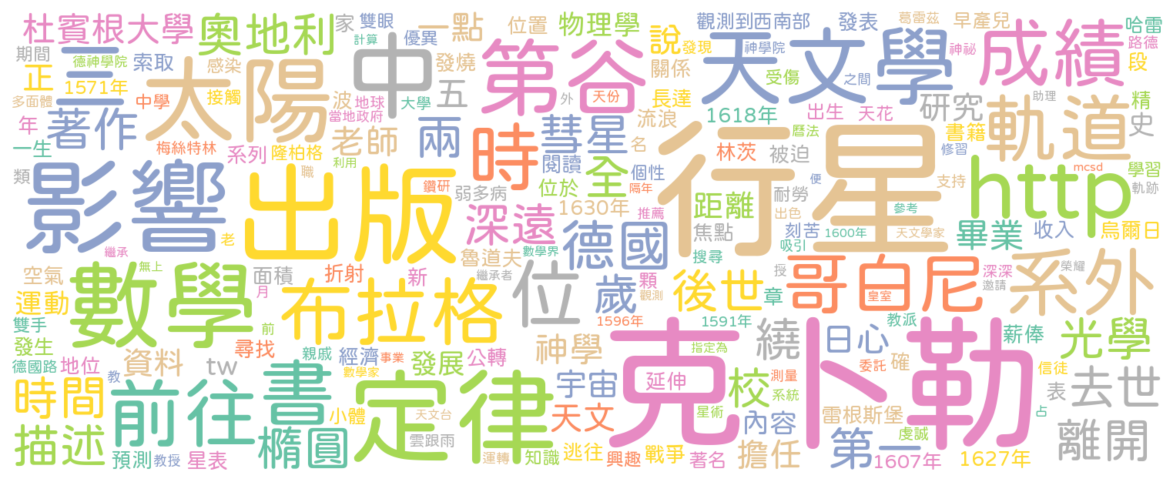 杜賓根大學
奧地利
家
雙眼
計算
優異
一點
位置
物理學
觀測到西南部
發表
葛雷茲
早產兒
哈雷
路德
期間
德神學院
索取
三
太陽
中
第谷
說
發現
神學院
神祕
天文學
成績
段
正
1571年
感染
發燒
關係
受傷
之間
助理
多面體
中學
接觸
波
地球
大學
五
外
天份
長達
1618年
出生
天花
研究
軌道
精
史
年
著作
當地政府
老師
兩
時
彗星
流浪
名
曆法
書籍
修習
一生
梅絲特林
系列
隆柏格
利用
閱讀
個性
林茨
被迫
mcsd
學習
類
影響
職
出版
鑽研
弱多病
位於
全
隔年
行星
耐勞
便
支持
http
軌跡
1630年
推薦
距離
出色
參考
深遠
德國
焦點
刻苦
1600年
天文學家
畢業
收入
烏爾日
繼承
老
魯道夫
數學界
搜尋
吸引
空氣
無上
數學
面積
折射
新
繼承者
位
歲
顆
觀測
後世
授
章
皇室
哥白尼
深深
邀請
榮耀
系外
運動
月
布拉格
雙手
前
尋找
1596年
1591年
教派
薪俸
發生
親戚
經濟
事業
發展
公轉
神學
指定為
克卜勒
繞
日心
光學
德國路
地位
教
資料
tw
書
數學家
定律
宇宙
延伸
校
測量
系統
委託
確
信徒
表
去世
時間
前往
小體
天文台
天文
星術
內容
雷根斯堡
虔誠
占
描述
預測
教授
星表
橢圓
雲跟雨
運轉
知識
逃往
興趣
戰爭
著名
擔任
第一
1607年
1627年
離開